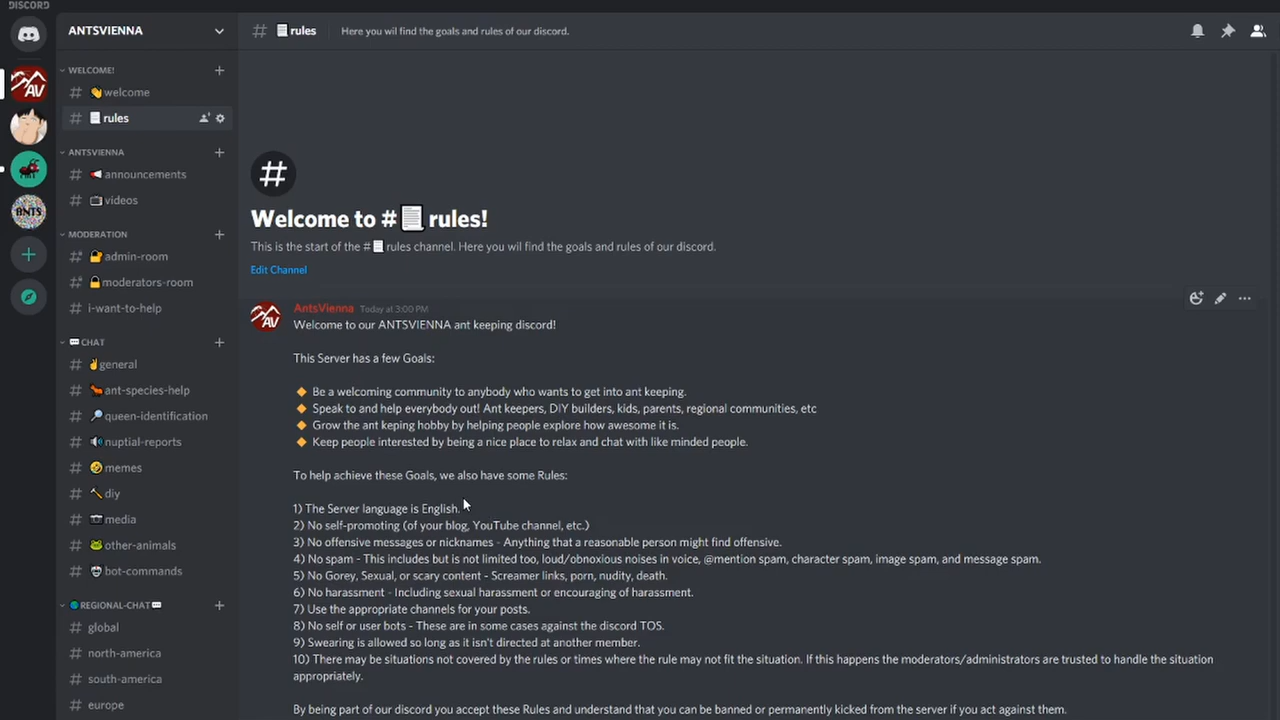 DISCORD
ANTSVIENNA
WELCOME!
# 👋welcome
# 📃rules
ANTSVIENNA
# 📢announcements
# 📺videos
MODERATION
# 🔐admin-room
# 🔒moderators-room
# i-want-to-help
💬CHAT
# ✌general
# 🐜ant-species-help
# 🔎queen-identification
# 🔊nuptial-reports
# 🤣memes
# 🔨diy
# 📷media
# 🐸other-animals
# 🤖bot-commands
🌍REGIONAL-CHAT💬
# global
# north-america
# south-america
# europe
AV
ANTS
# 📃rules
Here you wil find the goals and rules of our discord.
#
Welcome to #📃rules!
This is the start of the #📃rules channel. Here you wil find the goals and rules of our discord.
Edit Channel
AV
AntsVienna Today at 3:00 PM
Welcome to our ANTSVIENNA ant keeping discord!
This Server has a few Goals:
🔸 Be a welcoming community to anybody who wants to get into ant keeping.
🔸 Speak to and help everybody out! Ant keepers, DIY builders, kids, parents, regional communities, etc
🔸 Grow the ant keping hobby by helping people explore how awesome it is.
🔸 Keep people interested by being a nice place to relax and chat with like minded people.
To help achieve these Goals, we also have some Rules:
1) The Server language is English.
2) No self-promoting (of your blog, YouTube channel, etc.)
3) No offensive messages or nicknames - Anything that a reasonable person might find offensive.
4) No spam - This includes but is not limited too, loud/obnoxious noises in voice, @mention spam, character spam, image spam, and message spam.
5) No Gorey, Sexual, or scary content - Screamer links, porn, nudity, death.
6) No harassment - Including sexual harassment or encouraging of harassment.
7) Use the appropriate channels for your posts.
8) No self or user bots - These are in some cases against the discord TOS.
9) Swearing is allowed so long as it isn't directed at another member.
10) There may be situations not covered by the rules or times where the rule may not fit the situation. If this happens the moderators/administrators are trusted to handle the situation
appropriately.
By being part of our discord you accept these Rules and understand that you can be banned or permanently kicked from the server if you act against them.